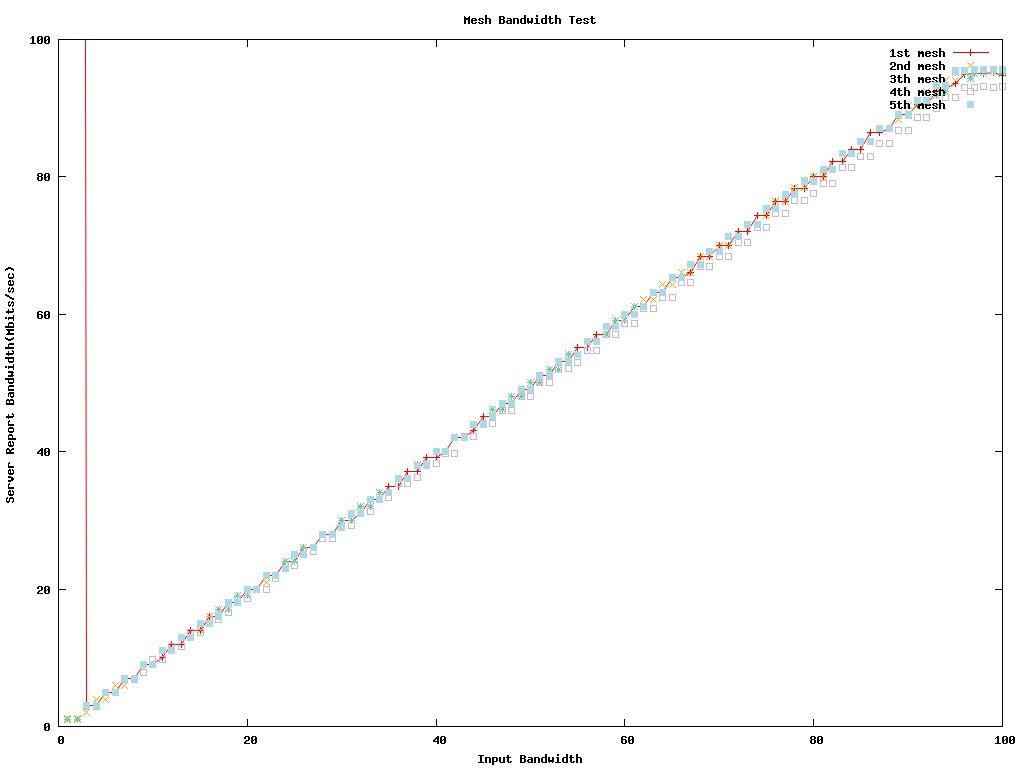 Mesh Bandwidth Test
100
80
60
40
20
0
Server Report Bandwidth(Mbits/sec)
1st mesh
2nd mesh
3th mesh
4th mesh
5th mesh
0 20 40 60 80 100
Input Bandwidth